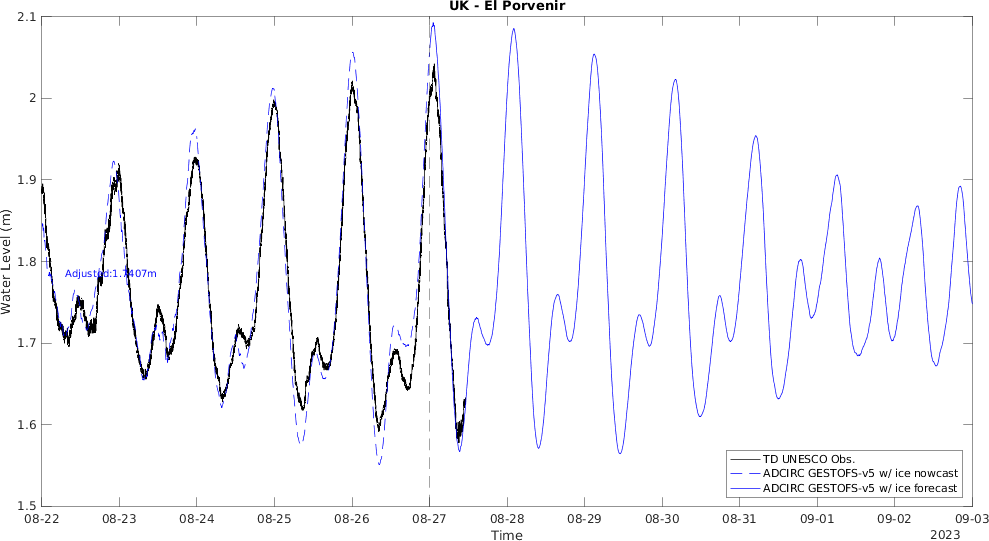 UK - El Porvenir
2.1
2
1.9
1.8
1.7
1.6
1.5
Water Level (m)
Adjusted:1.7407m
TD UNESCO Obs.
ADCIRC GESTOFS-v5 w/ ice nowcast
ADCIRC GESTOFS-v5 w/ ice forecast
08-22 08-23 08-24 08-25 08-26 08-27 08-28 08-29 08-30 08-31 09-01 09-02 09-03
Time
2023